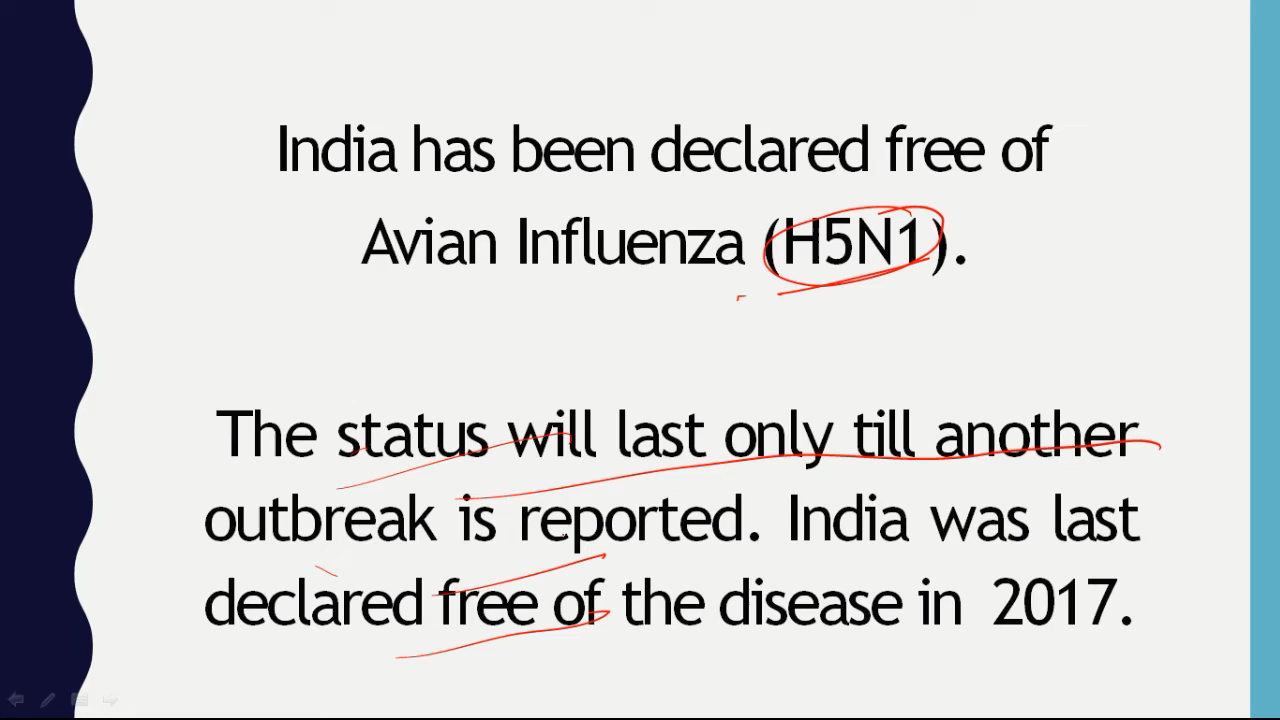 India has been declared free of
Avian Influenza (H5N1).
The status will last only till another
outbreak is reported. India was last
declared free of the disease in 2017.